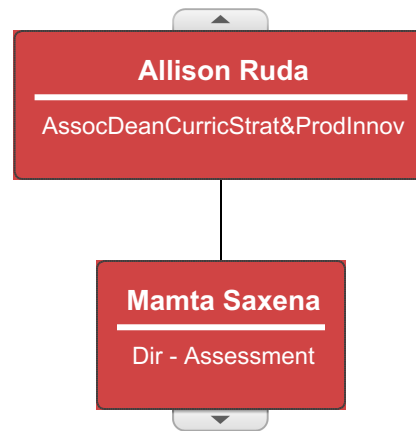 Allison Ruda
AssocDeanCurricStrat&ProdInnov
Mamta Saxena
Dir - Assessment